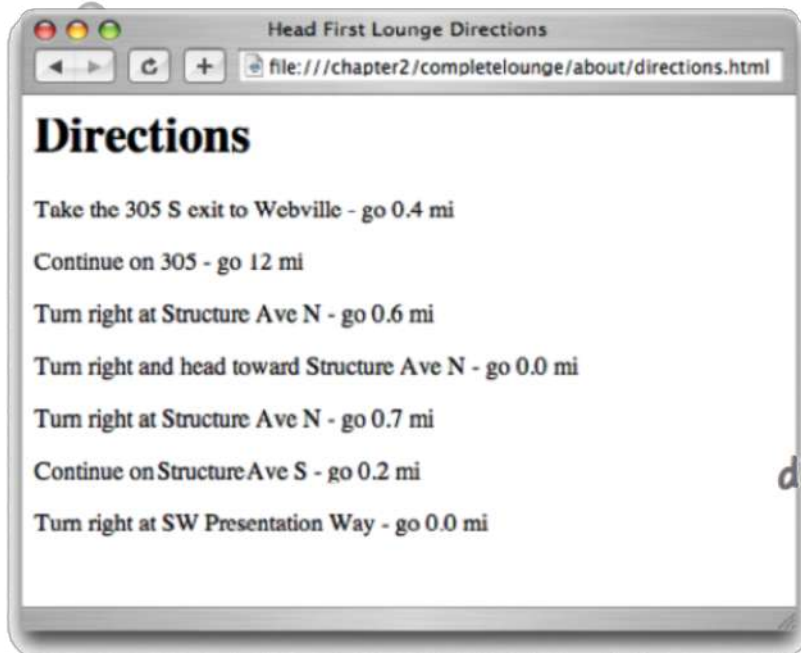 Head First Lounge Directions
file:///chapter2/completelounge/about/directions.html
Directions
Take the 305 S exit to Webville - go 0.4 mi
Continue on 305 - go 12 mi
Turn right at Structure Ave N - go 0.6 mi
Turn right and head toward Structure Ave N - go 0.0 mi
Turn right at Structure Ave N - go 0.7 mi
Continue on Structure Ave S - go 0.2 mi
Turn right at SW Presentation Way - go 0.0 mi